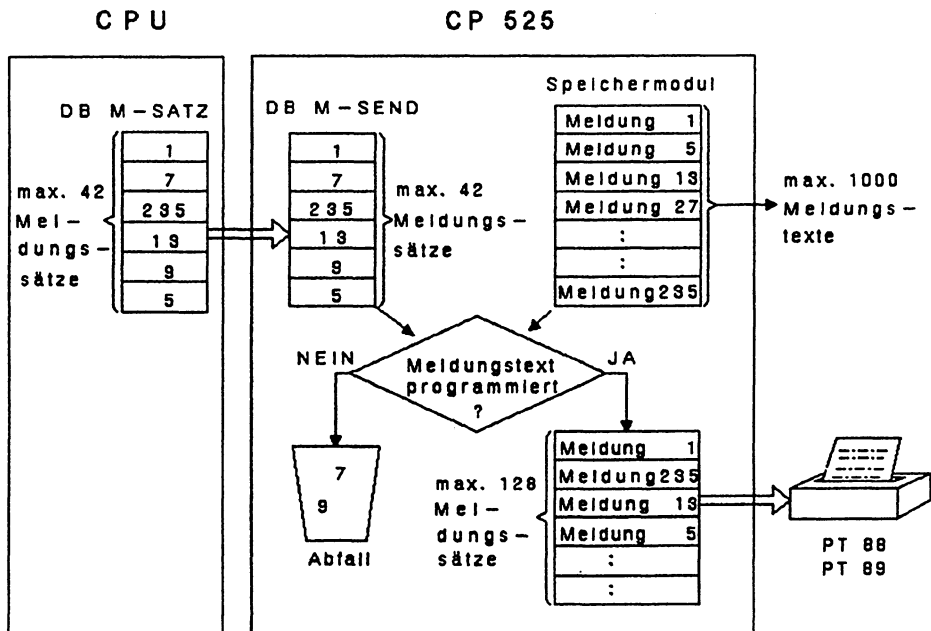 CPU
CP 525
DB M-SATZ
1
7
235
13
9
5
max. 42
Mel-
dungs-
sätze
DB M-SEND
1
7
235
13
9
5
max. 42
Meldungs-
sätze
Speichermodul
Meldung 1
Meldung 5
Meldung 13
Meldung 27
:
:
Meldung235
max. 1000
Meldungs-
texte
NEIN
Meldungstext
programmiert
?
JA
7
9
Abfall
max. 128
Mel-
dungs-
sätze
Meldung 1
Meldung235
Meldung 13
Meldung 5
:
:
PT 88
PT 89